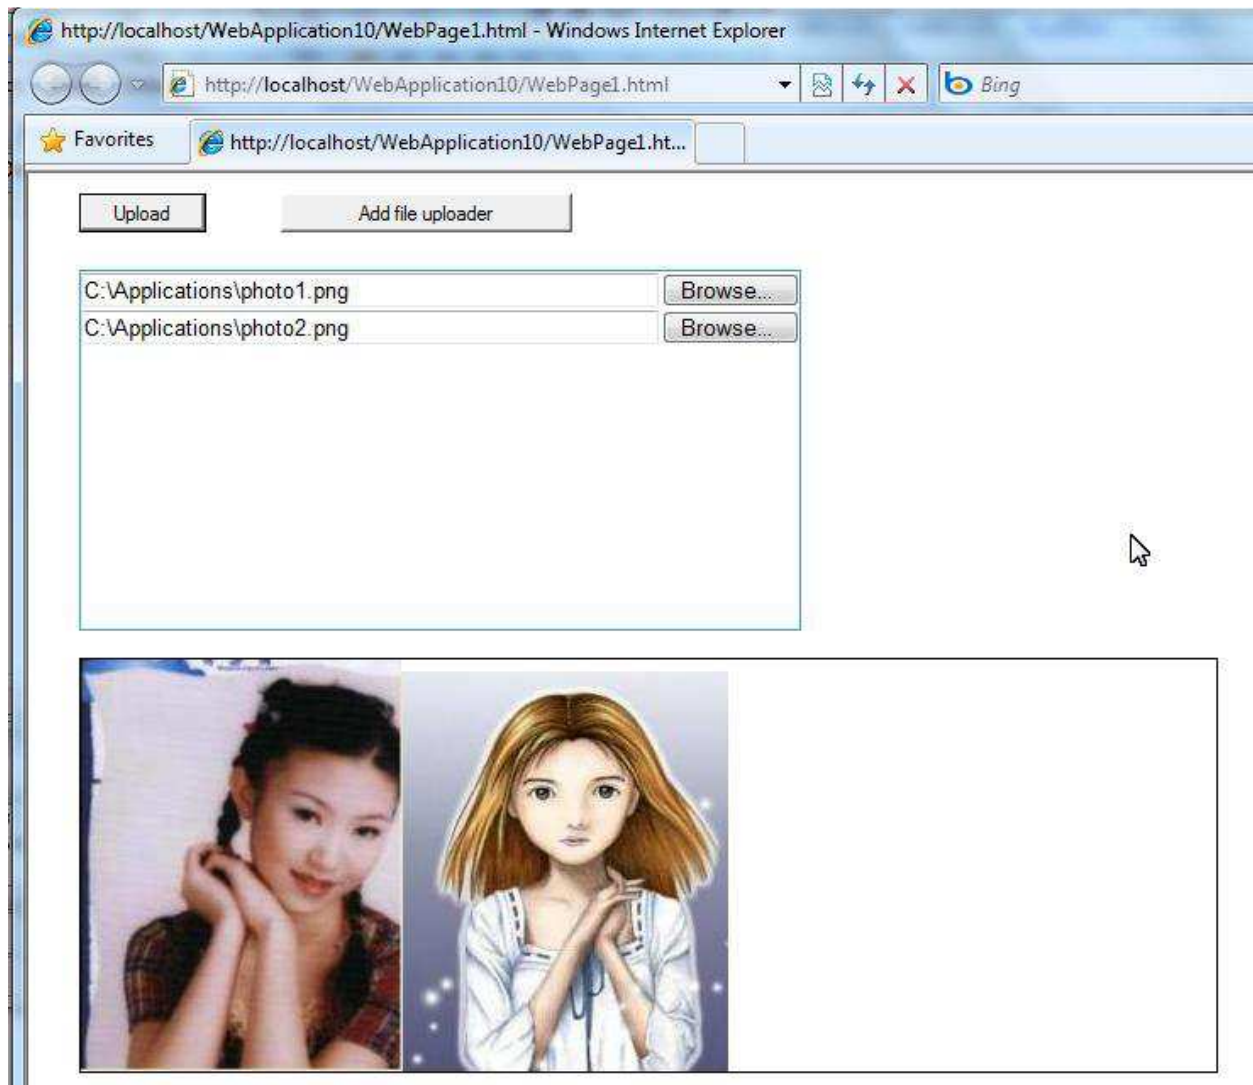 http://localhost/WebApplication10/WebPage1.html - Windows Internet Explorer
http://localhost/WebApplication10/WebPage1.html Bing
Favorites http://localhost/WebApplication10/WebPage1.ht...
Upload Add file uploader
C:\Applications\photo1.png Browse...
C:\Applications\photo2.png Browse...